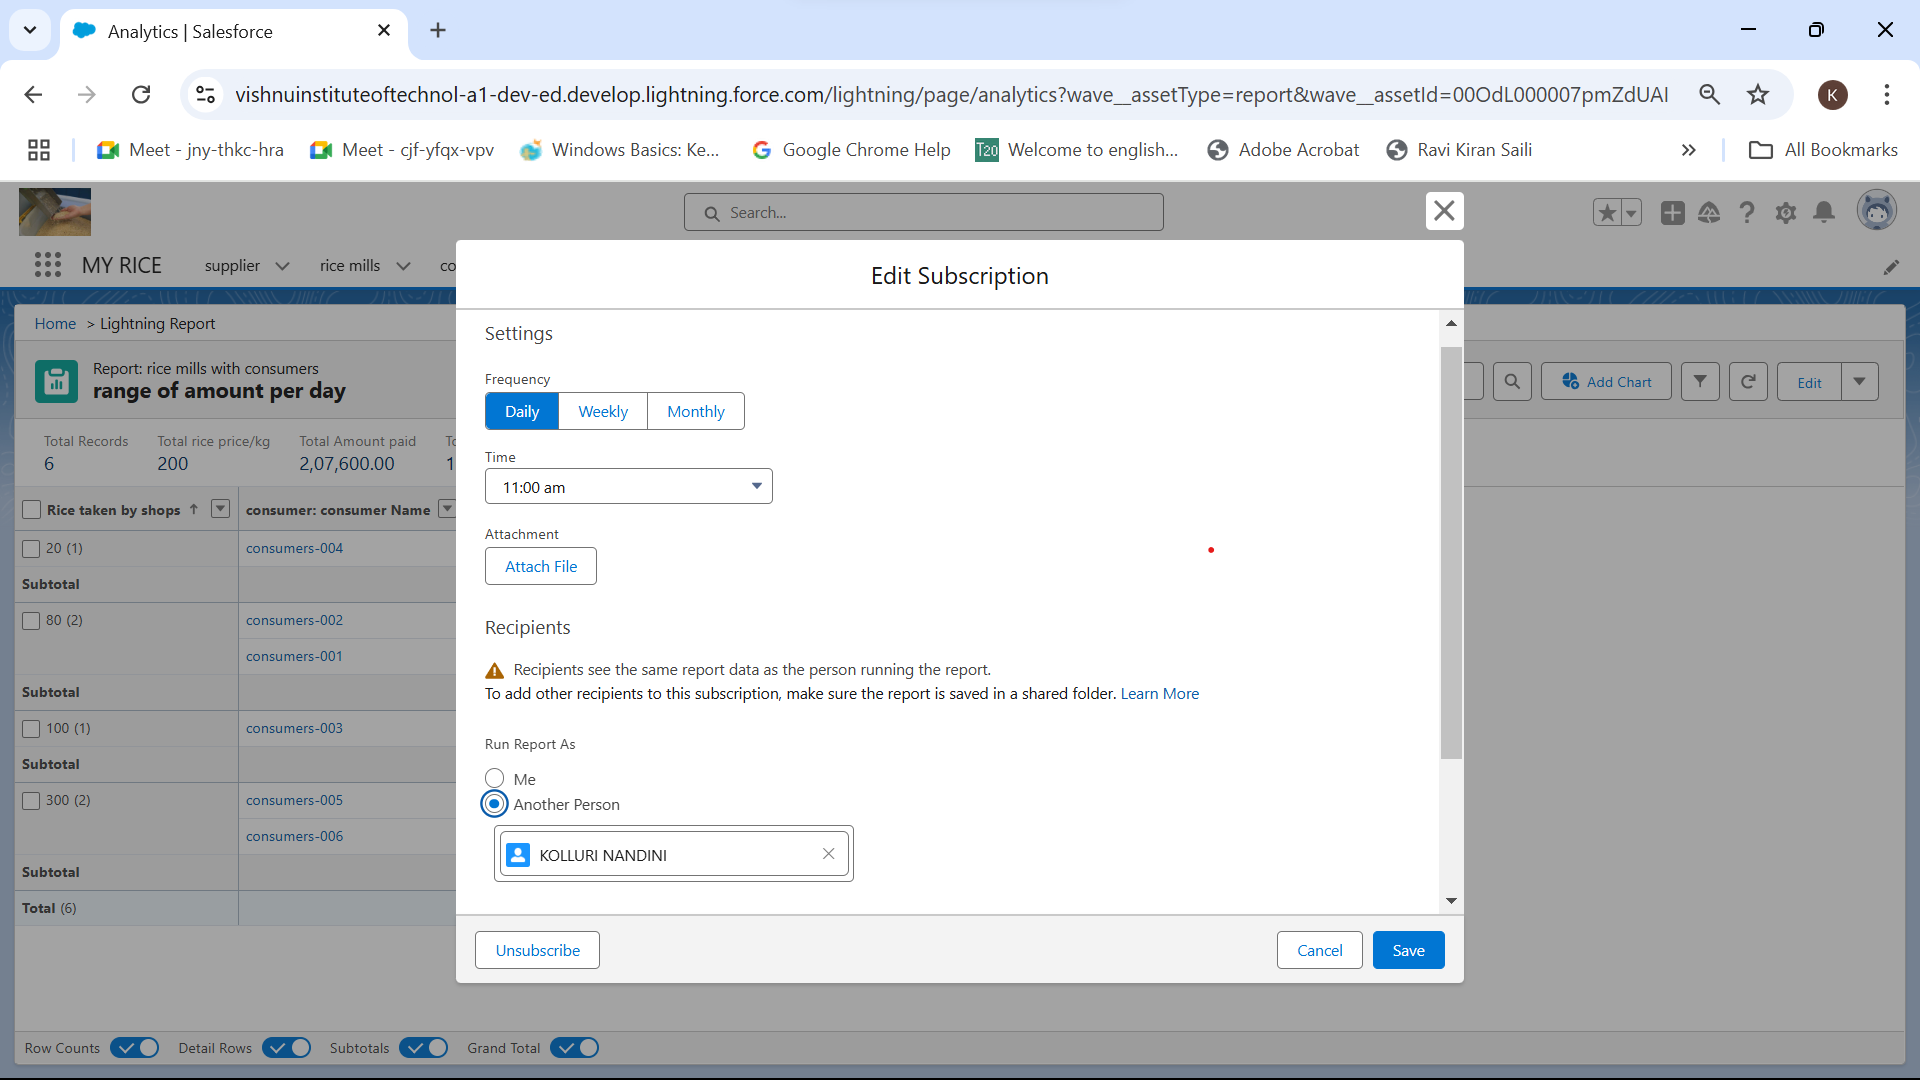 Analytics | Salesforce
vishnuinstituteoftechnol-a1-dev-ed.develop.lightning.force.com/lightning/page/analytics?wave__assetType=report&wave__assetId=00OdL000007pmZdUAI
K
Meet - jny-thkc-hra
Meet - cjf-yfqx-vpv
Windows Basics: Ke...
Google Chrome Help
T20
Welcome to english...
Adobe Acrobat
Ravi Kiran Saili
All Bookmarks
Search...
MY RICE
supplier
rice mills
co
Edit Subscription
Home > Lightning Report
Report: rice mills with consumers
range of amount per day
Add Chart
Edit
Total Records
6
Total rice price/kg
200
Total Amount paid
2,07,600.00
To
1
Rice taken by shops ↑
consumer: consumer Name
20 (1)
consumers-004
Subtotal
80 (2)
consumers-002
consumers-001
Subtotal
100 (1)
consumers-003
Subtotal
300 (2)
consumers-005
consumers-006
Subtotal
Total (6)
Settings
Frequency
Daily
Weekly
Monthly
Time
11:00 am
Attachment
Attach File
Recipients
Recipients see the same report data as the person running the report.
To add other recipients to this subscription, make sure the report is saved in a shared folder. Learn More
Run Report As
Me
Another Person
KOLLURI NANDINI
Unsubscribe
Cancel
Save
Row Counts
Detail Rows
Subtotals
Grand Total